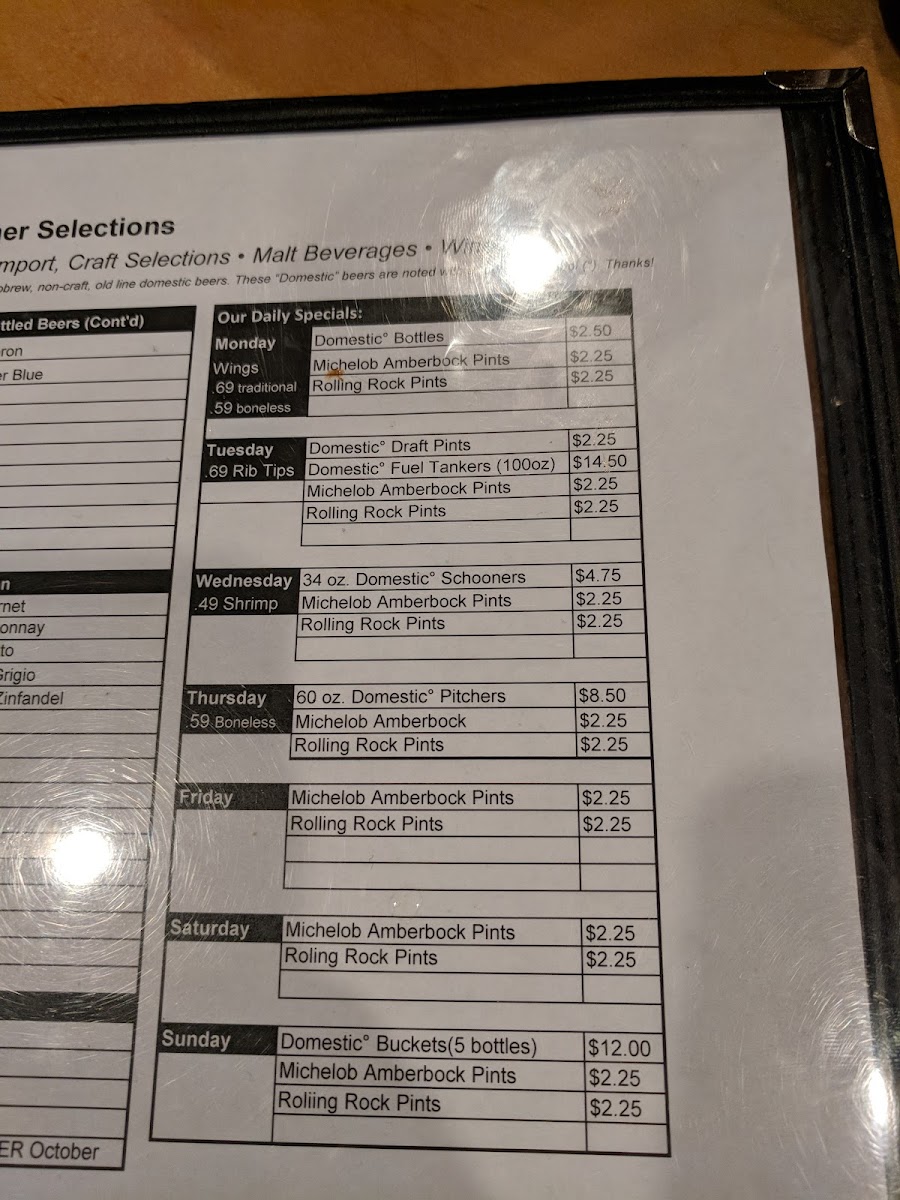 er Selections
mport, Craft Selections • Malt Beverages •
brew, non-craft, old line domestic beers. These "Domestic" beers are noted Thanks!
ttled Beers (Cont'd)
ron
r Blue
n
rnet
onnay
to
Grigio
Zinfandel
ER October
Our Daily Specials:
Monday Domestic° Bottles $2.50
Wings Michelob Amberbock Pints $2.25
.69 traditional Rolling Rock Pints $2.25
.59 boneless
Tuesday Domestic° Draft Pints $2.25
.69 Rib Tips Domestic° Fuel Tankers (100oz) $14.50
Michelob Amberbock Pints $2.25
Rolling Rock Pints $2.25
Wednesday 34 oz. Domestic° Schooners $4.75
.49 Shrimp Michelob Amberbock Pints $2.25
Rolling Rock Pints $2.25
Thursday 60 oz. Domestic° Pitchers $8.50
.59 Boneless Michelob Amberbock $2.25
Rolling Rock Pints $2.25
Friday Michelob Amberbock Pints $2.25
Rolling Rock Pints $2.25
Saturday Michelob Amberbock Pints $2.25
Roling Rock Pints $2.25
Sunday Domestic° Buckets(5 bottles) $12.00
Michelob Amberbock Pints $2.25
Roliing Rock Pints $2.25